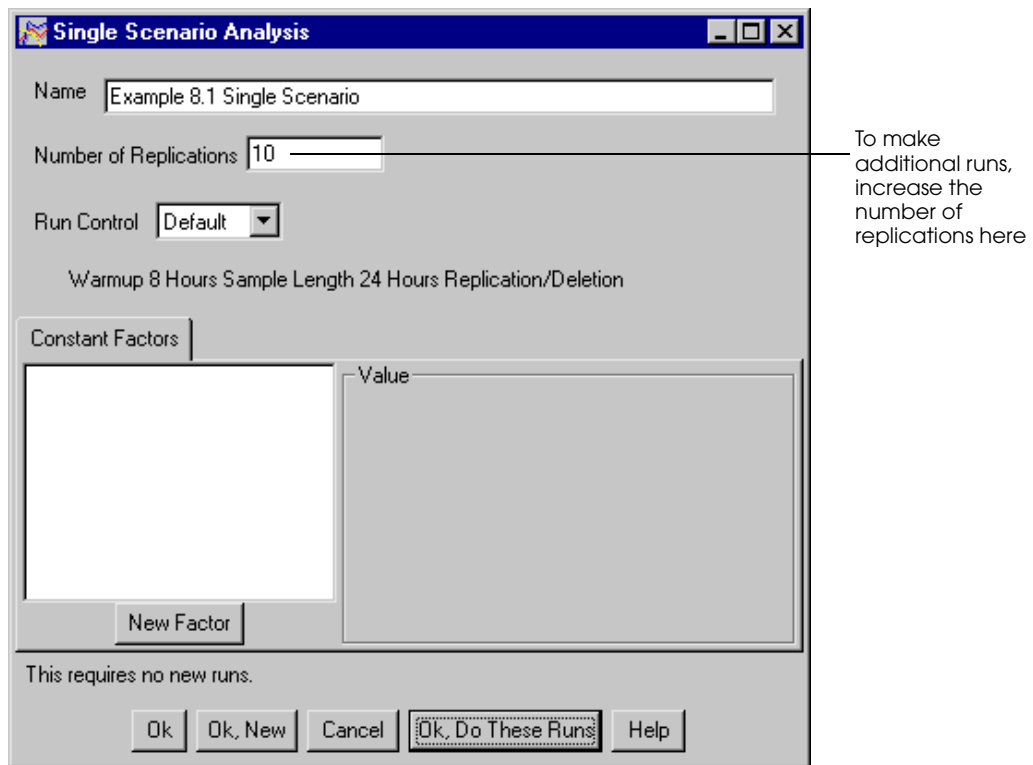 Single Scenario Analysis
Name Example 8.1 Single Scenario
Number of Replications 10
To make
additional runs,
increase the
number of
replications here
Run Control Default
Warmup 8 Hours Sample Length 24 Hours Replication/Deletion
Constant Factors
Value
New Factor
This requires no new runs.
Ok Ok, New Cancel Ok, Do These Runs Help